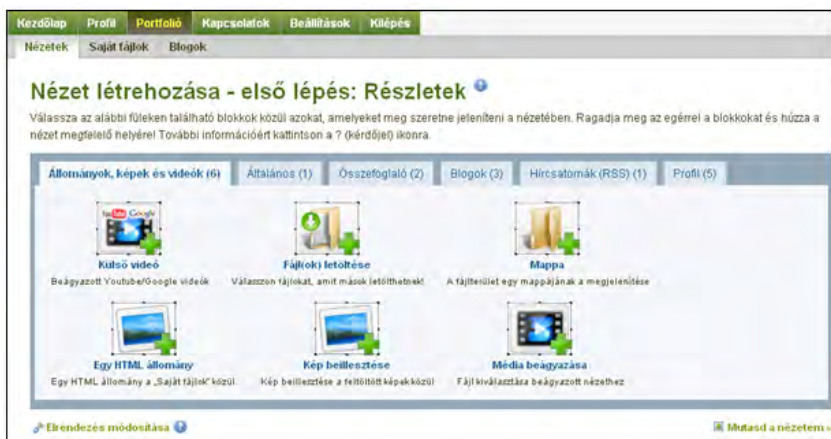 Kezdőlap Profil Portfolió Kapcsolatok Beállítások Kilépés
Nézetek Saját fájlok Blogok
Nézet létrehozása - első lépés: Részletek
Válassza az alábbi füleken található blokkok közül azokat, amelyeket meg szeretne jeleníteni a nézetében. Ragadja meg az egérrel a blokkokat és húzza a
nézet megfelelő helyére! További információért kattintson a ? (kérdőjel) ikonra.
Állományok, képek és videók (6) Általános (1) Összefoglaló (2) Blogok (3) Hírcsatornák (RSS) (1) Profil (5)
YouTube Google
Külső videó Fájl(ok) letöltése Mappa
Beágyazott Youtube/Google videók Válasszon fájlokat, amit mások letölthetnek! A fájlterület egy mappájának a megjelenítése
Egy HTML állomány Kép beillesztése Média beágyazása
Egy HTML állomány a „Saját fájlok" közül. Kép beillesztése a feltöltött képek közül Fájl kiválasztása beágyazott nézethez
Elrendezés módosítása Mutasd a nézetem »